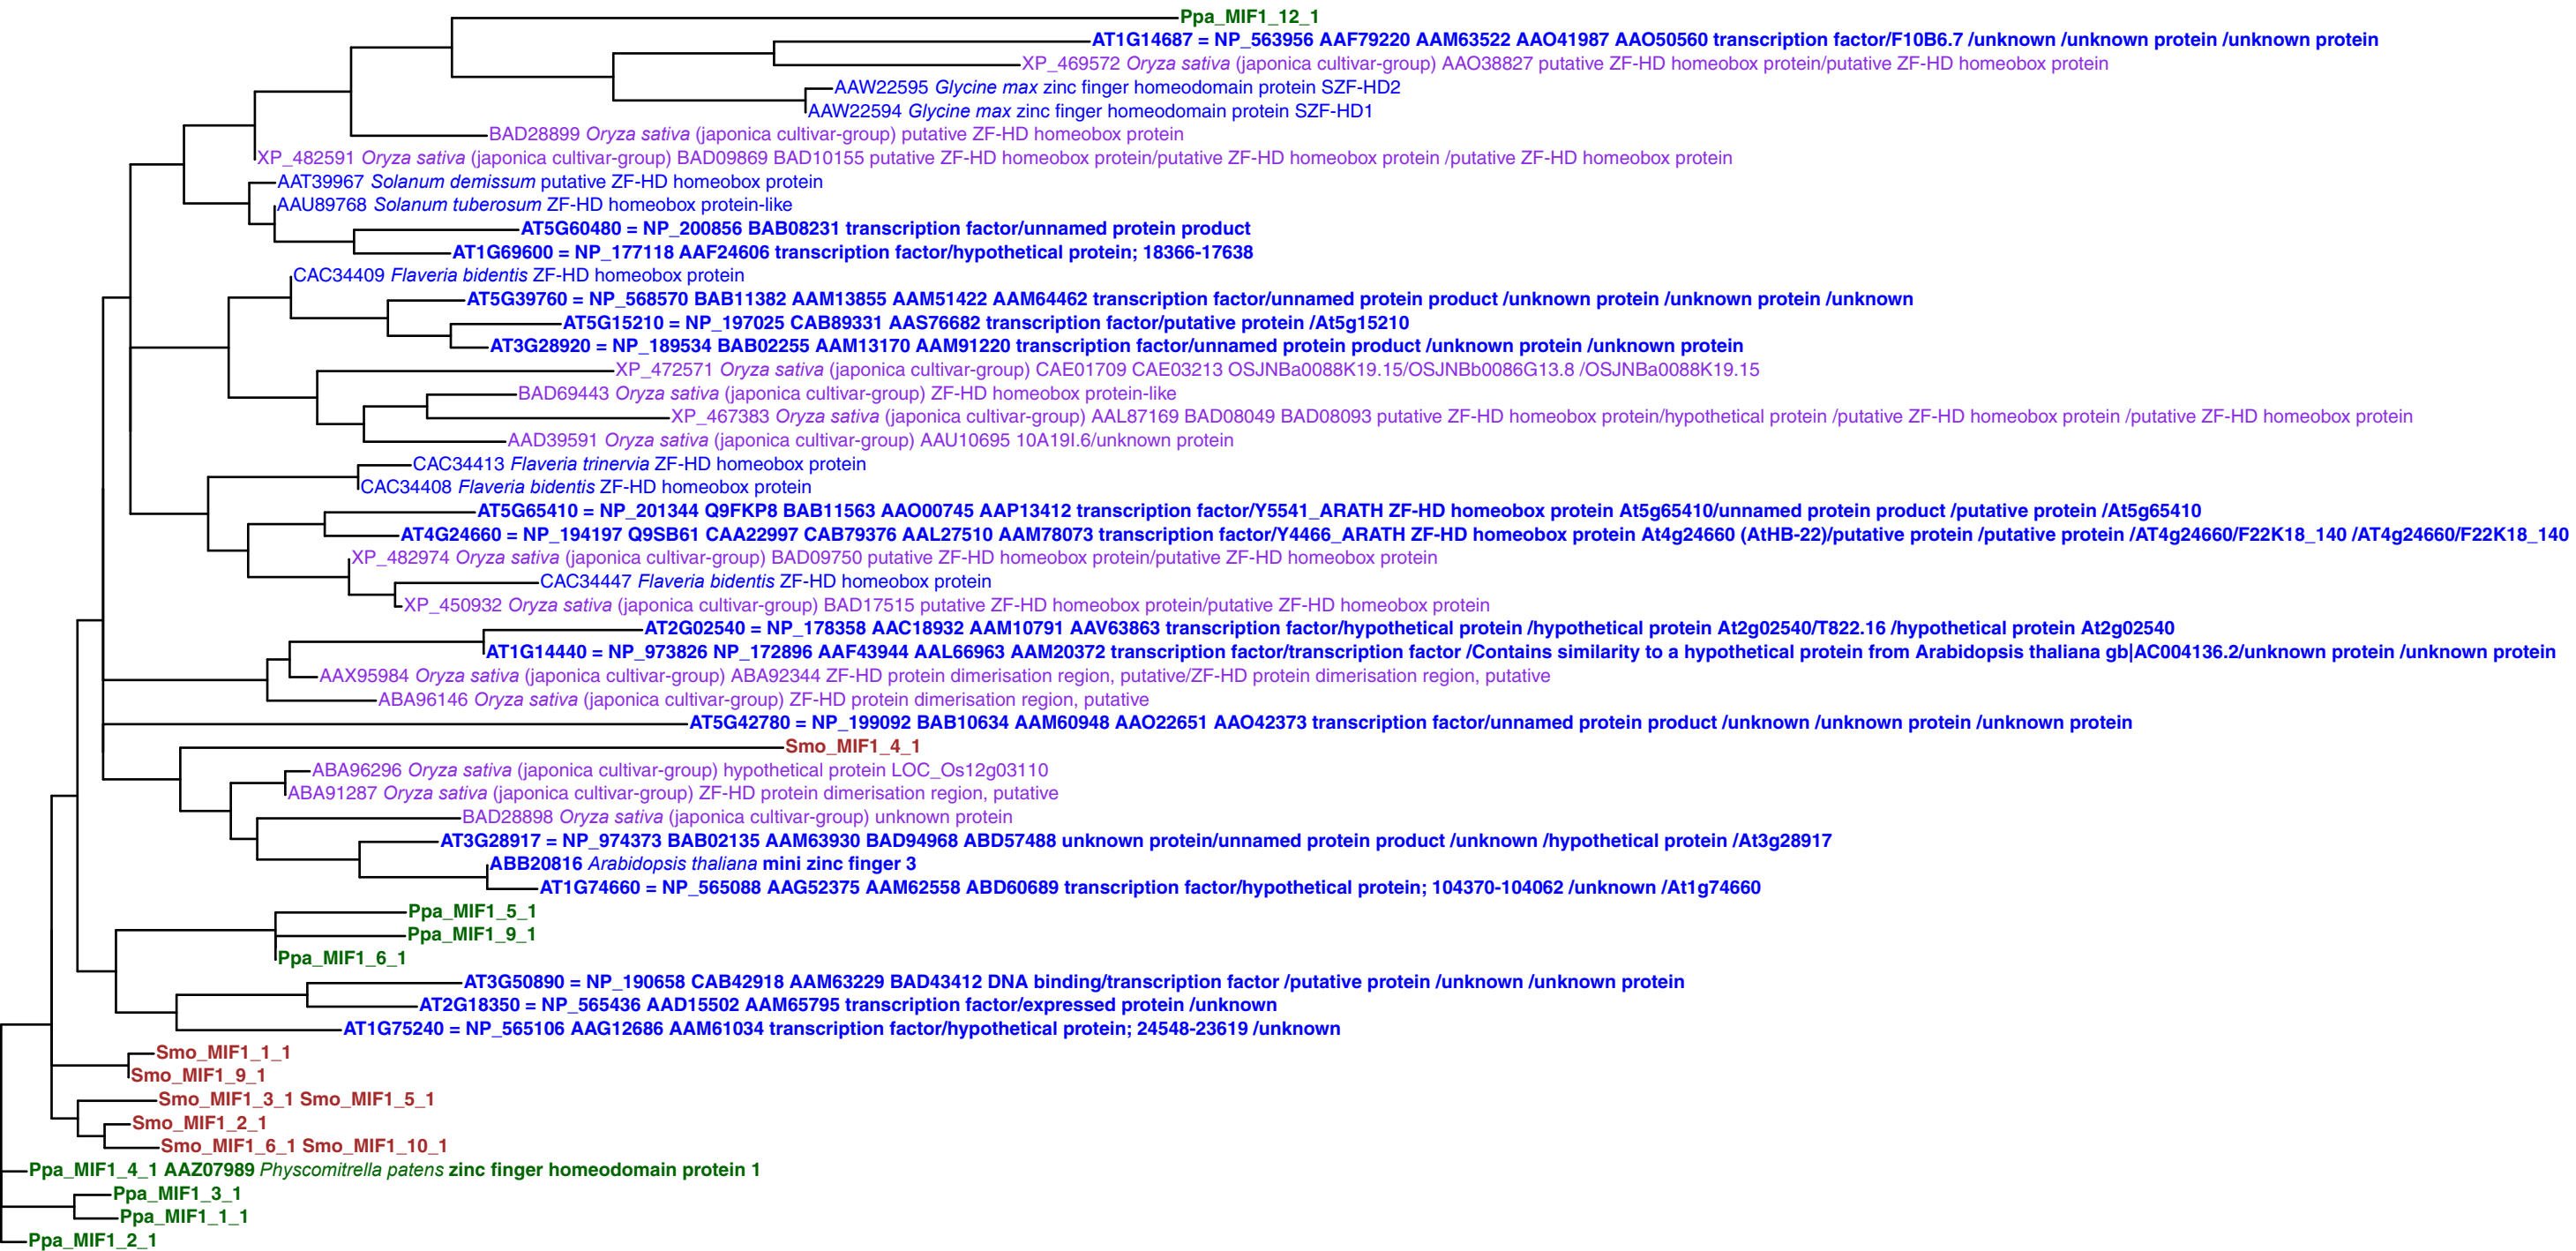 Ppa_MIF1_12_1
AT1G14687 = NP_563956 AAF79220 AAM63522 AAO41987 AAO50560 transcription factor/F10B6.7 /unknown /unknown protein /unknown protein
XP_469572 Oryza sativa (japonica cultivar-group) AAO38827 putative ZF-HD homeobox protein/putative ZF-HD homeobox protein
AAW22595 Glycine max zinc finger homeodomain protein SZF-HD2
AAW22594 Glycine max zinc finger homeodomain protein SZF-HD1
BAD28899 Oryza sativa (japonica cultivar-group) putative ZF-HD homeobox protein
XP_482591 Oryza sativa (japonica cultivar-group) BAD09869 BAD10155 putative ZF-HD homeobox protein/putative ZF-HD homeobox protein /putative ZF-HD homeobox protein
AAT39967 Solanum demissum putative ZF-HD homeobox protein
AAU89768 Solanum tuberosum ZF-HD homeobox protein-like
AT5G60480 = NP_200856 BAB08231 transcription factor/unnamed protein product
AT1G69600 = NP_177118 AAF24606 transcription factor/hypothetical protein; 18366-17638
CAC34409 Flaveria bidentis ZF-HD homeobox protein
AT5G39760 = NP_568570 BAB11382 AAM13855 AAM51422 AAM64462 transcription factor/unnamed protein product /unknown protein /unknown protein /unknown
AT5G15210 = NP_197025 CAB89331 AAS76682 transcription factor/putative protein /At5g15210
AT3G28920 = NP_189534 BAB02255 AAM13170 AAM91220 transcription factor/unnamed protein product /unknown protein /unknown protein
XP_472571 Oryza sativa (japonica cultivar-group) CAE01709 CAE03213 OSJNBa0088K19.15/OSJNBb0086G13.8 /OSJNBa0088K19.15
BAD69443 Oryza sativa (japonica cultivar-group) ZF-HD homeobox protein-like
XP_467383 Oryza sativa (japonica cultivar-group) AAL87169 BAD08049 BAD08093 putative ZF-HD homeobox protein/hypothetical protein /putative ZF-HD homeobox protein /putative ZF-HD homeobox protein
AAD39591 Oryza sativa (japonica cultivar-group) AAU10695 10A19I.6/unknown protein
CAC34413 Flaveria trinervia ZF-HD homeobox protein
CAC34408 Flaveria bidentis ZF-HD homeobox protein
AT5G65410 = NP_201344 Q9FKP8 BAB11563 AAO00745 AAP13412 transcription factor/Y5541_ARATH ZF-HD homeobox protein At5g65410/unnamed protein product /putative protein /At5g65410
AT4G24660 = NP_194197 Q9SB61 CAA22997 CAB79376 AAL27510 AAM78073 transcription factor/Y4466_ARATH ZF-HD homeobox protein At4g24660 (AtHB-22)/putative protein /putative protein /AT4g24660/F22K18_140 /AT4g24660/F22K18_140
XP_482974 Oryza sativa (japonica cultivar-group) BAD09750 putative ZF-HD homeobox protein/putative ZF-HD homeobox protein
CAC34447 Flaveria bidentis ZF-HD homeobox protein
XP_450932 Oryza sativa (japonica cultivar-group) BAD17515 putative ZF-HD homeobox protein/putative ZF-HD homeobox protein
AT2G02540 = NP_178358 AAC18932 AAM10791 AAV63863 transcription factor/hypothetical protein /hypothetical protein At2g02540/T822.16 /hypothetical protein At2g02540
AT1G14440 = NP_973826 NP_172896 AAF43944 AAL66963 AAM20372 transcription factor/transcription factor /Contains similarity to a hypothetical protein from Arabidopsis thaliana gb|AC004136.2/unknown protein /unknown protein
AAX95984 Oryza sativa (japonica cultivar-group) ABA92344 ZF-HD protein dimerisation region, putative/ZF-HD protein dimerisation region, putative
ABA96146 Oryza sativa (japonica cultivar-group) ZF-HD protein dimerisation region, putative
AT5G42780 = NP_199092 BAB10634 AAM60948 AAO22651 AAO42373 transcription factor/unnamed protein product /unknown /unknown protein /unknown protein
Smo_MIF1_4_1
ABA96296 Oryza sativa (japonica cultivar-group) hypothetical protein LOC_Os12g03110
ABA91287 Oryza sativa (japonica cultivar-group) ZF-HD protein dimerisation region, putative
BAD28898 Oryza sativa (japonica cultivar-group) unknown protein
AT3G28917 = NP_974373 BAB02135 AAM63930 BAD94968 ABD57488 unknown protein/unnamed protein product /unknown /hypothetical protein /At3g28917
ABB20816 Arabidopsis thaliana mini zinc finger 3
AT1G74660 = NP_565088 AAG52375 AAM62558 ABD60689 transcription factor/hypothetical protein; 104370-104062 /unknown /At1g74660
Ppa_MIF1_5_1
Ppa_MIF1_9_1
Ppa_MIF1_6_1
AT3G50890 = NP_190658 CAB42918 AAM63229 BAD43412 DNA binding/transcription factor /putative protein /unknown /unknown protein
AT2G18350 = NP_565436 AAD15502 AAM65795 transcription factor/expressed protein /unknown
AT1G75240 = NP_565106 AAG12686 AAM61034 transcription factor/hypothetical protein; 24548-23619 /unknown
Smo_MIF1_1_1
Smo_MIF1_9_1
Smo_MIF1_3_1 Smo_MIF1_5_1
Smo_MIF1_2_1
Smo_MIF1_6_1 Smo_MIF1_10_1
Ppa_MIF1_4_1 AAZ07989 Physcomitrella patens zinc finger homeodomain protein 1
Ppa_MIF1_3_1
Ppa_MIF1_1_1
Ppa_MIF1_2_1